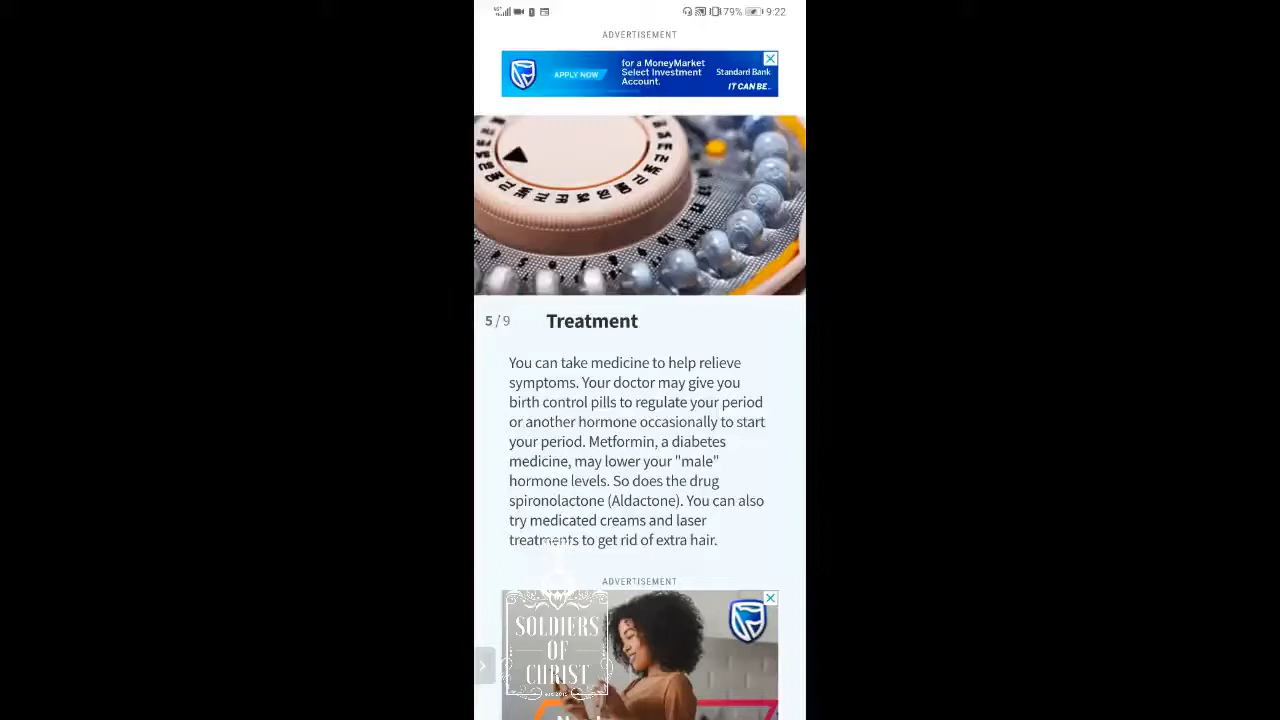 79% 9:22
ADVERTISEMENT
APPLY NOW
for a MoneyMarket
Select Investment
Account.
Standard Bank
IT CAN BE..
5 / 9
Treatment
You can take medicine to help relieve
symptoms. Your doctor may give you
birth control pills to regulate your period
or another hormone occasionally to start
your period. Metformin, a diabetes
medicine, may lower your "male"
hormone levels. So does the drug
spironolactone (Aldactone). You can also
try medicated creams and laser
treatments to get rid of extra hair.
ADVERTISEMENT
SOLDIERS
OF
CHRIST